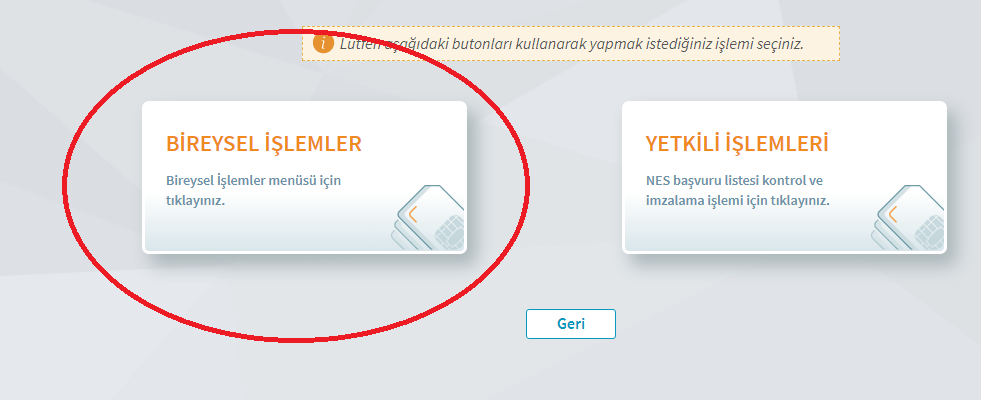 Lütfen aşağıdaki butonları kullanarak yapmak istediğiniz işlemi seçiniz.
BİREYSEL İŞLEMLER
Bireysel İşlemler menüsü için
tıklayınız.
YETKİLİ İŞLEMLERİ
NES başvuru listesi kontrol ve
imzalama işlemi için tıklayınız.
Geri